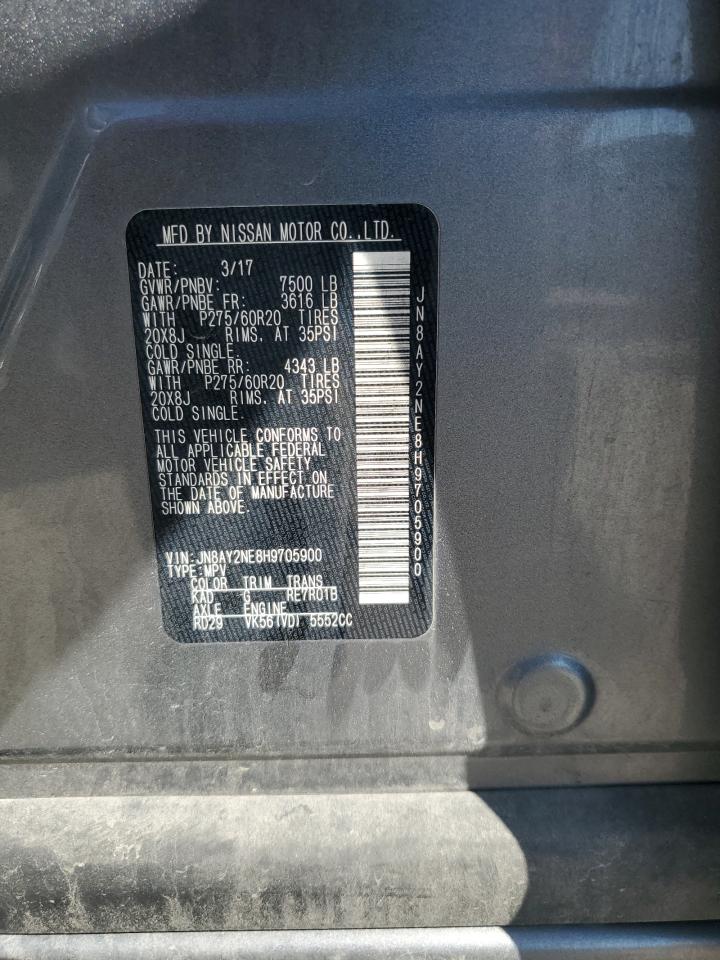 MFD BY NISSAN MOTOR CO.,LTD.
DATE: 3/17
GVWR/PNBV: 7500 LB
GAWR/PNBE FR: 3616 LB
WITH P275/60R20 TIRES
20X8J RIMS. AT 35PSI
COLD SINGLE.
GAWR/PNBE RR: 4343 LB
WITH P275/60R20 TIRES
20X8J RIMS. AT 35PSI
COLD SINGLE.
THIS VEHICLE CONFORMS TO
ALL APPLICABLE FEDERAL
MOTOR VEHICLE SAFETY
STANDARDS IN EFFECT ON
THE DATE OF MANUFACTURE
SHOWN ABOVE.
VIN: JN8AY2NE8H9705900
TYPE: MPV
COLOR TRIM TRANS
KAD G RE7R01B
AXLE ENGINE
RD29 VK56(VD) 5552CC
JN8AY2NE8H9705900